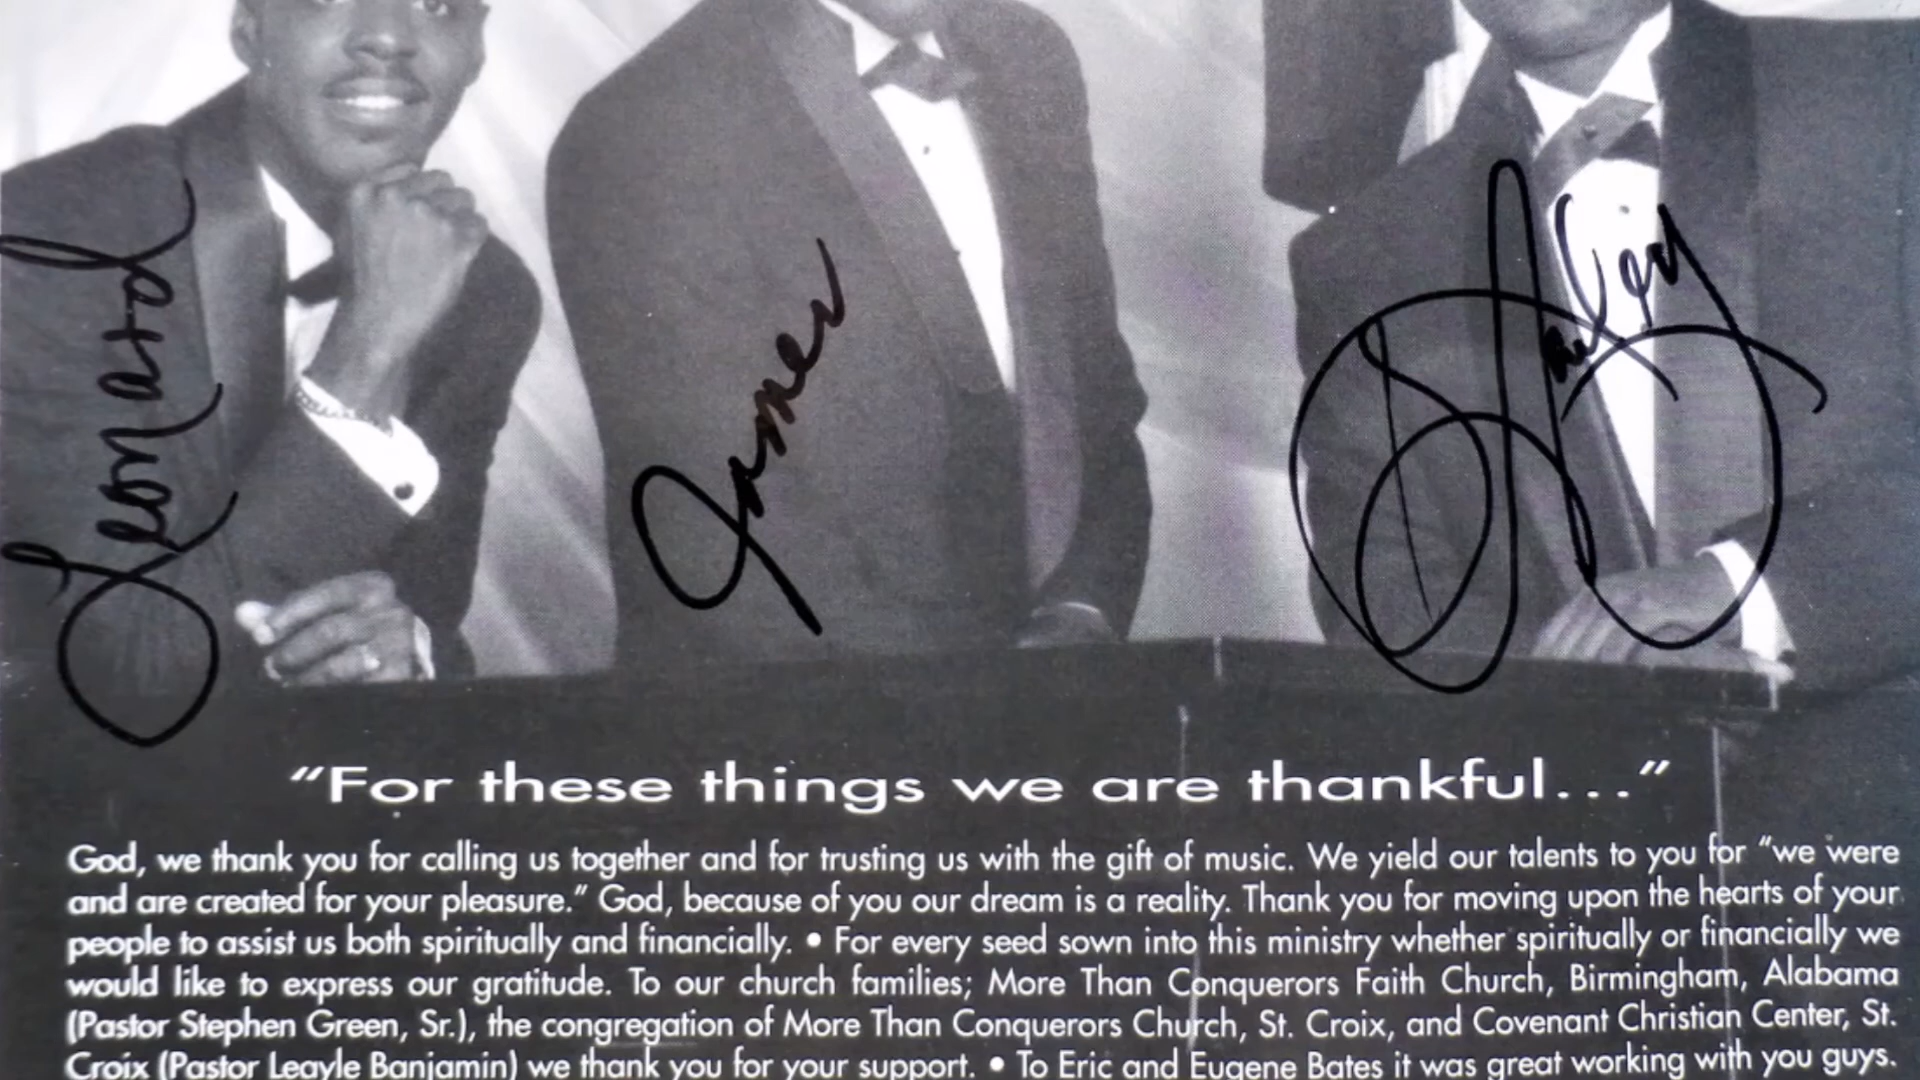 Leonard
James
Staley
“For these things we are thankful...”
God, we thank you for calling us together and for trusting us with the gift of music. We yield our talents to you for “we were
and are created for your pleasure.” God, because of you our dream is a reality. Thank you for moving upon the hearts of your
people to assist us both spiritually and financially. • For every seed sown into this ministry whether spiritually or financially we
would like to express our gratitude. To our church families; More Than Conquerors Faith Church, Birmingham, Alabama
(Pastor Stephen Green, Sr.), the congregation of More Than Conquerors Church, St. Croix, and Covenant Christian Center, St.
Croix (Pastor Leayle Banjamin) we thank you for your support. • To Eric and Eugene Bates it was great working with you guys.